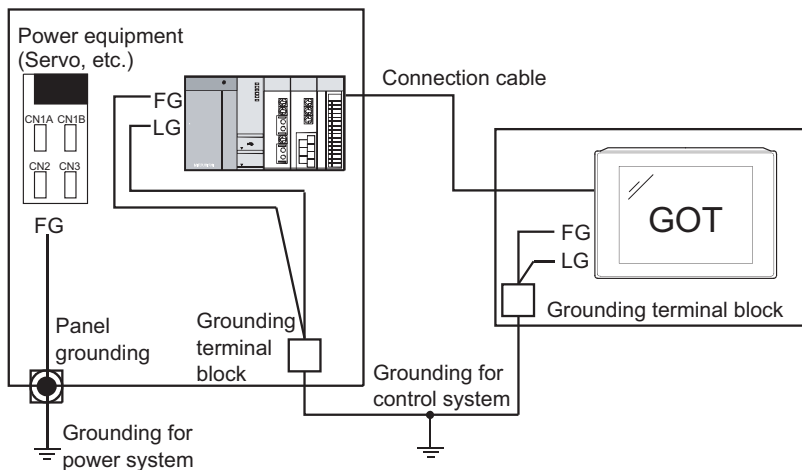 Power equipment
(Servo, etc.)
CN1A CN1B
CN2 CN3
FG
FG
LG
Connection cable
GOT
FG
LG
Grounding terminal block
Panel
grounding
Grounding
terminal
block
Grounding for
control system
Grounding for
power system